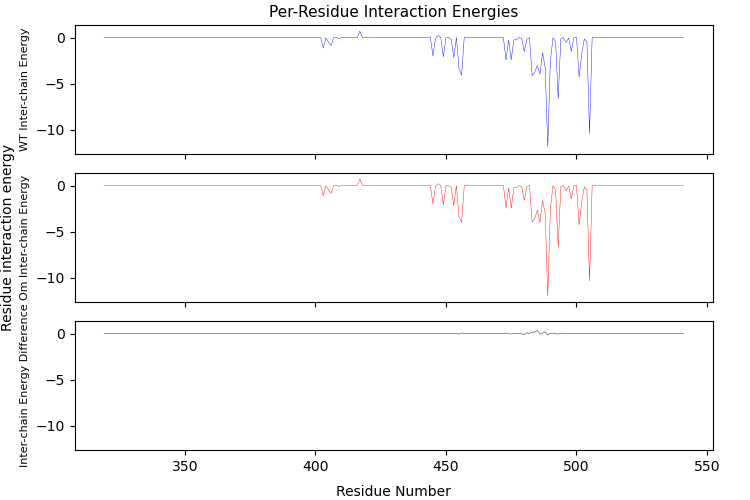 Per-Residue Interaction Energies
WT Inter-chain Energy
0
−5
−10
Om Inter-chain Energy
0
−5
−10
Inter-chain Energy Difference
0
−5
−10
Residue interaction energy
350
400
450
500
550
Residue Number